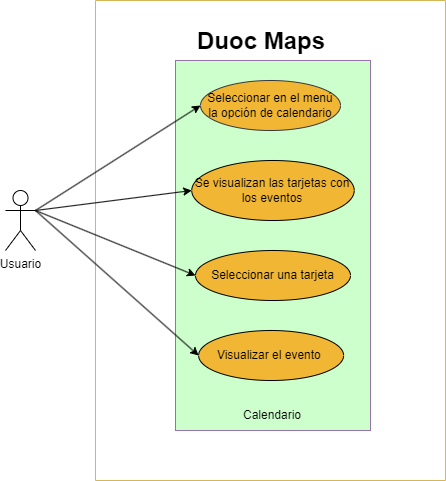 Duoc Maps
Seleccionar en el menú
la opción de calendario
Se visualizan las tarjetas con
los eventos
Seleccionar una tarjeta
Visualizar el evento
Calendario
Usuario